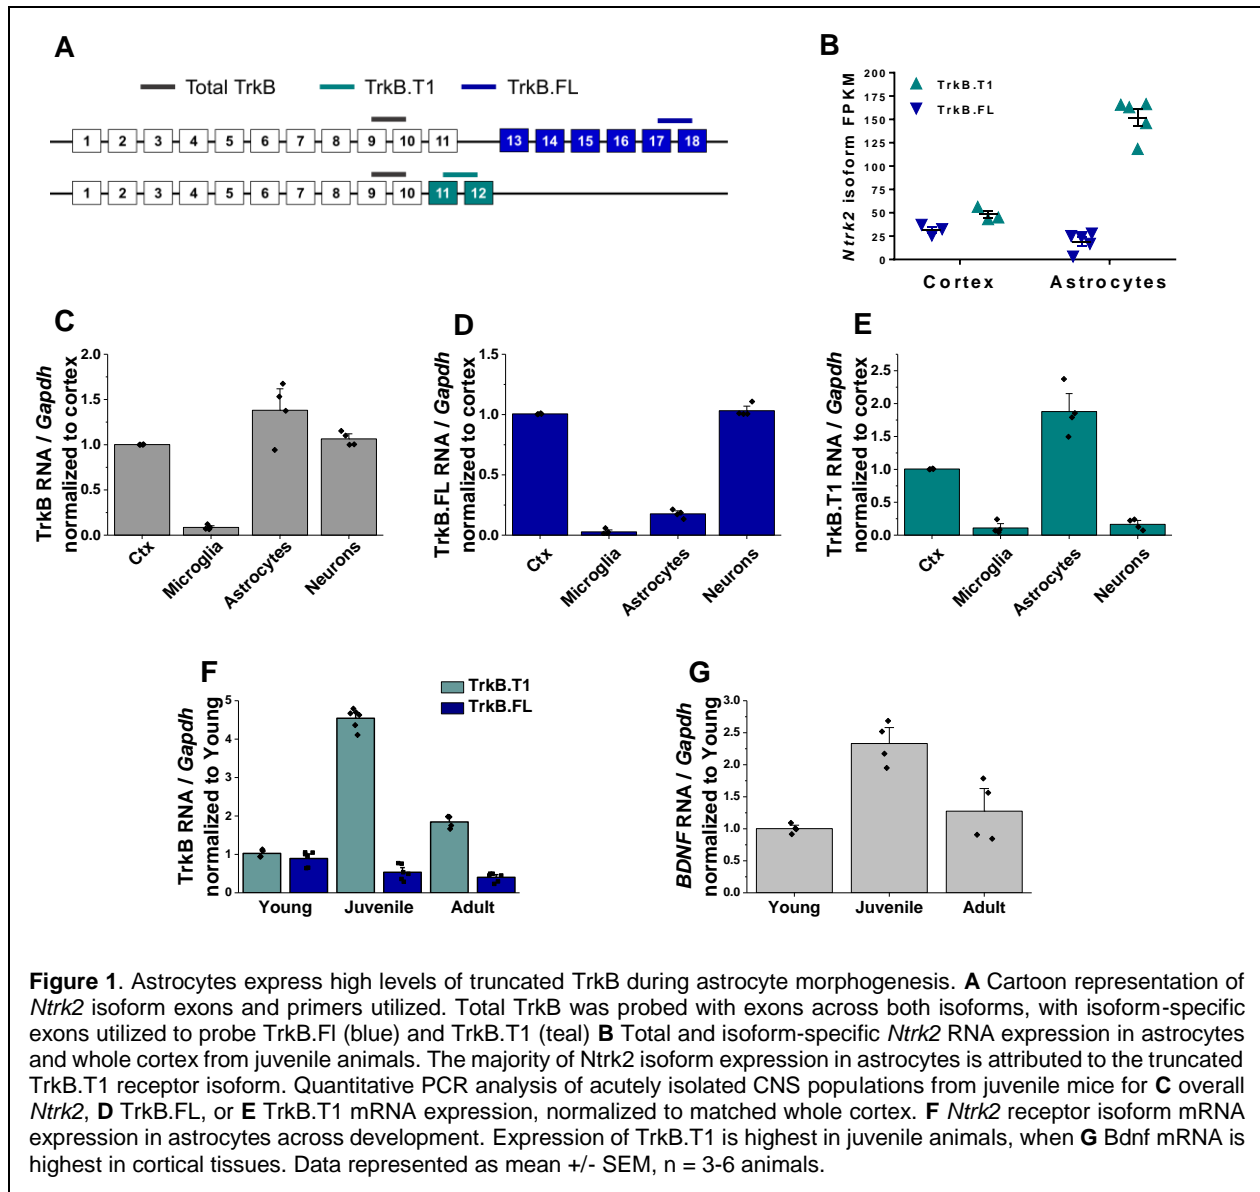 A
Total TrkB TrkB.T1 TrkB.FL
1 2 3 4 5 6 7 8 9 10 11 13 14 15 16 17 18
1 2 3 4 5 6 7 8 9 10 11 12
B
Ntrk2 isoform FPKM
200
175
150
125
100
75
50
25
0
TrkB.T1
TrkB.FL
Cortex Astrocytes
C
TrkB RNA / Gapdh
normalized to cortex
2.0
1.5
1.0
0.5
0.0
Ctx
Microglia
Astrocytes
Neurons
D
TrkB.FL RNA / Gapdh
normalized to cortex
1.5
1.0
0.5
0.0
Ctx
Microglia
Astrocytes
Neurons
E
TrkB.T1 RNA / Gapdh
normalized to cortex
2.5
2.0
1.5
1.0
0.5
0.0
Ctx
Microglia
Astrocytes
Neurons
F
TrkB RNA / Gapdh
normalized to Young
5
4
3
2
1
0
TrkB.T1
TrkB.FL
Young Juvenile Adult
G
BDNF RNA / Gapdh
normalized to Young
3.0
2.5
2.0
1.5
1.0
0.5
0.0
Young Juvenile Adult
Figure 1. Astrocytes express high levels of truncated TrkB during astrocyte morphogenesis. A Cartoon representation of
Ntrk2 isoform exons and primers utilized. Total TrkB was probed with exons across both isoforms, with isoform-specific
exons utilized to probe TrkB.Fl (blue) and TrkB.T1 (teal) B Total and isoform-specific Ntrk2 RNA expression in astrocytes
and whole cortex from juvenile animals. The majority of Ntrk2 isoform expression in astrocytes is attributed to the truncated
TrkB.T1 receptor isoform. Quantitative PCR analysis of acutely isolated CNS populations from juvenile mice for C overall
Ntrk2, D TrkB.FL, or E TrkB.T1 mRNA expression, normalized to matched whole cortex. F Ntrk2 receptor isoform mRNA
expression in astrocytes across development. Expression of TrkB.T1 is highest in juvenile animals, when G Bdnf mRNA is
highest in cortical tissues. Data represented as mean +/- SEM, n = 3-6 animals.